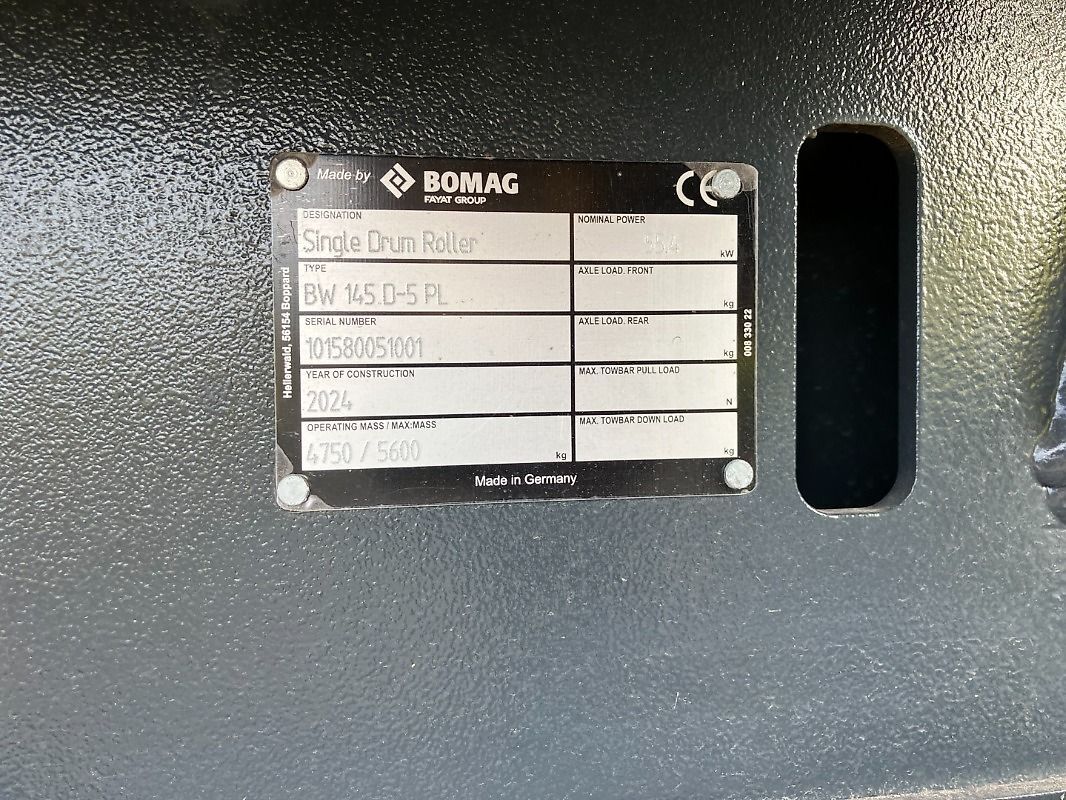 Made by BOMAG
FAYAT GROUP
CE
DESIGNATION
Single Drum Roller
NOMINAL POWER
55.4 kW
TYPE
BW 145.D-5 PL
AXLE LOAD. FRONT
kg
SERIAL NUMBER
101580051001
AXLE LOAD. REAR
kg
YEAR OF CONSTRUCTION
2024
MAX. TOWBAR PULL LOAD
N
OPERATING MASS / MAX:MASS
4750 / 5600 kg
MAX. TOWBAR DOWN LOAD
kg
Made in Germany
Hellerwald, 56154 Boppard
008 330 22